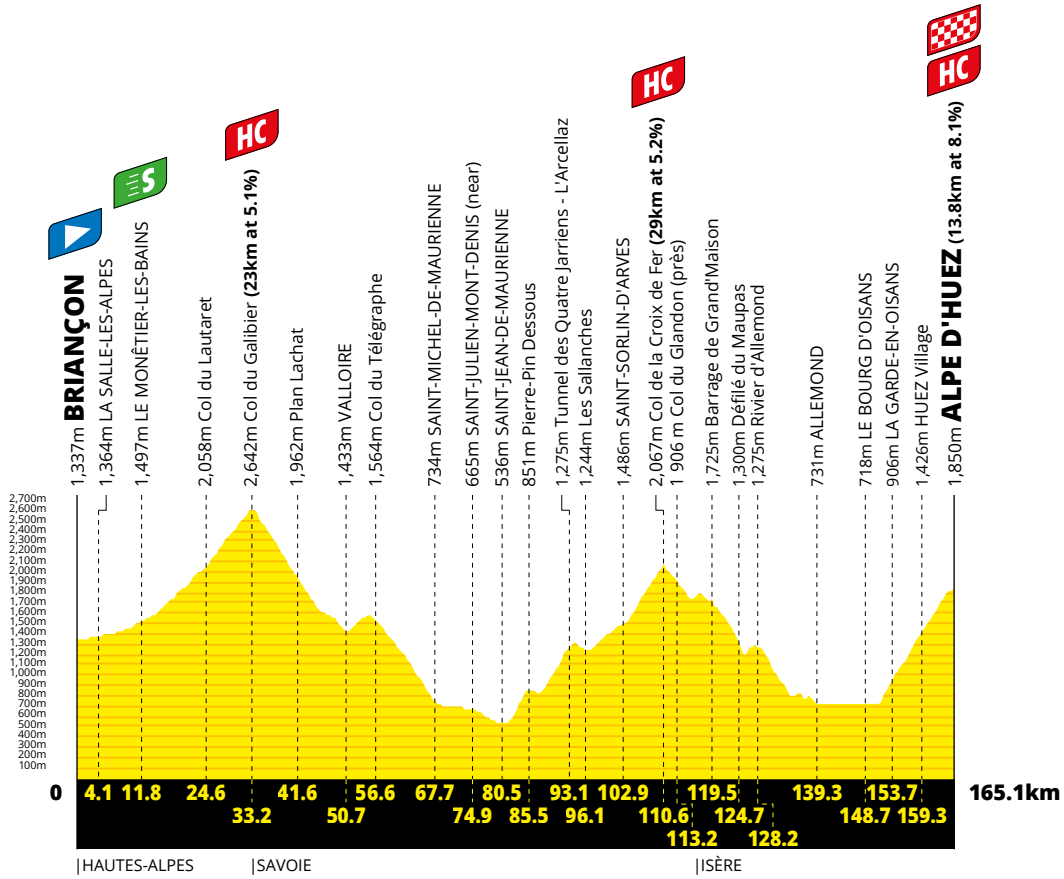 HC
HC
HC
S
1,337m BRIANÇON
1,364m LA SALLE-LES-ALPES
1,497m LE MONÊTIER-LES-BAINS
2,058m Col du Lautaret
2,642m Col du Galibier (23km at 5.1%)
1,962m Plan Lachat
1,433m VALLOIRE
1,564m Col du Télégraphe
734m SAINT-MICHEL-DE-MAURIENNE
665m SAINT-JULIEN-MONT-DENIS (near)
536m SAINT-JEAN-DE-MAURIENNE
851m Pierre-Pin Dessous
1,275m Tunnel des Quatre Jarriens - L'Arcellaz
1,244m Les Sallanches
1,486m SAINT-SORLIN-D'ARVES
2,067m Col de la Croix de Fer (29km at 5.2%)
1 906 m Col du Glandon (près)
1,725m Barrage de Grand'Maison
1,300m Défilé du Maupas
1,275m Rivier d'Allemond
731m ALLEMOND
718m LE BOURG D'OISANS
906m LA GARDE-EN-OISANS
1,426m HUEZ Village
1,850m ALPE D'HUEZ (13.8km at 8.1%)
2,700m
2,600m
2,500m
2,400m
2,300m
2,200m
2,100m
2,000m
1,900m
1,800m
1,700m
1,600m
1,500m
1,400m
1,300m
1,200m
1,100m
1,000m
900m
800m
700m
600m
500m
400m
300m
200m
100m
0 4.1 11.8 24.6 41.6 56.6 67.7 80.5 93.1 102.9 119.5 139.3 153.7 165.1km
33.2 50.7 74.9 85.5 96.1 110.6 124.7 148.7 159.3
113.2 128.2
|HAUTES-ALPES |SAVOIE |ISÈRE